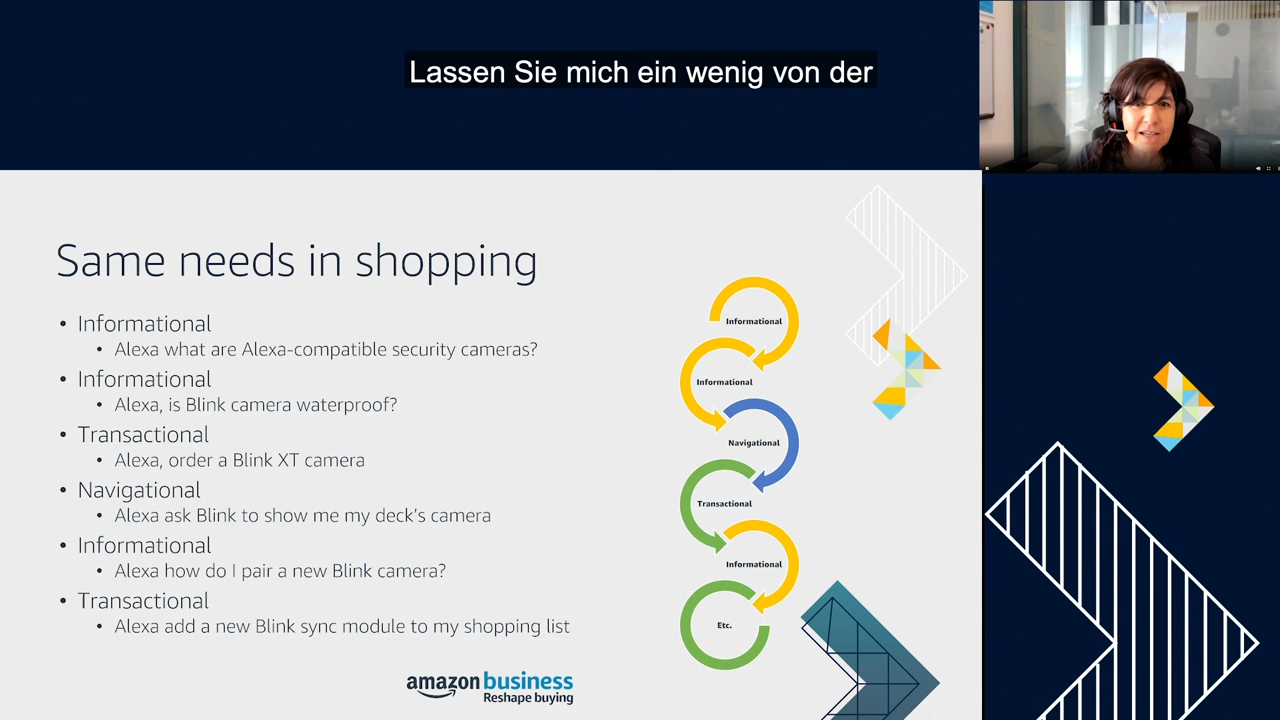 Lassen Sie mich ein wenig von der
Same needs in shopping
• Informational
• Alexa what are Alexa-compatible security cameras?
• Informational
• Alexa, is Blink camera waterproof?
• Transactional
• Alexa, order a Blink XT camera
• Navigational
• Alexa ask Blink to show me my deck's camera
• Informational
• Alexa how do I pair a new Blink camera?
• Transactional
• Alexa add a new Blink sync module to my shopping list
Informational
Informational
Navigational
Transactional
Informational
Etc.
amazon business
Reshape buying